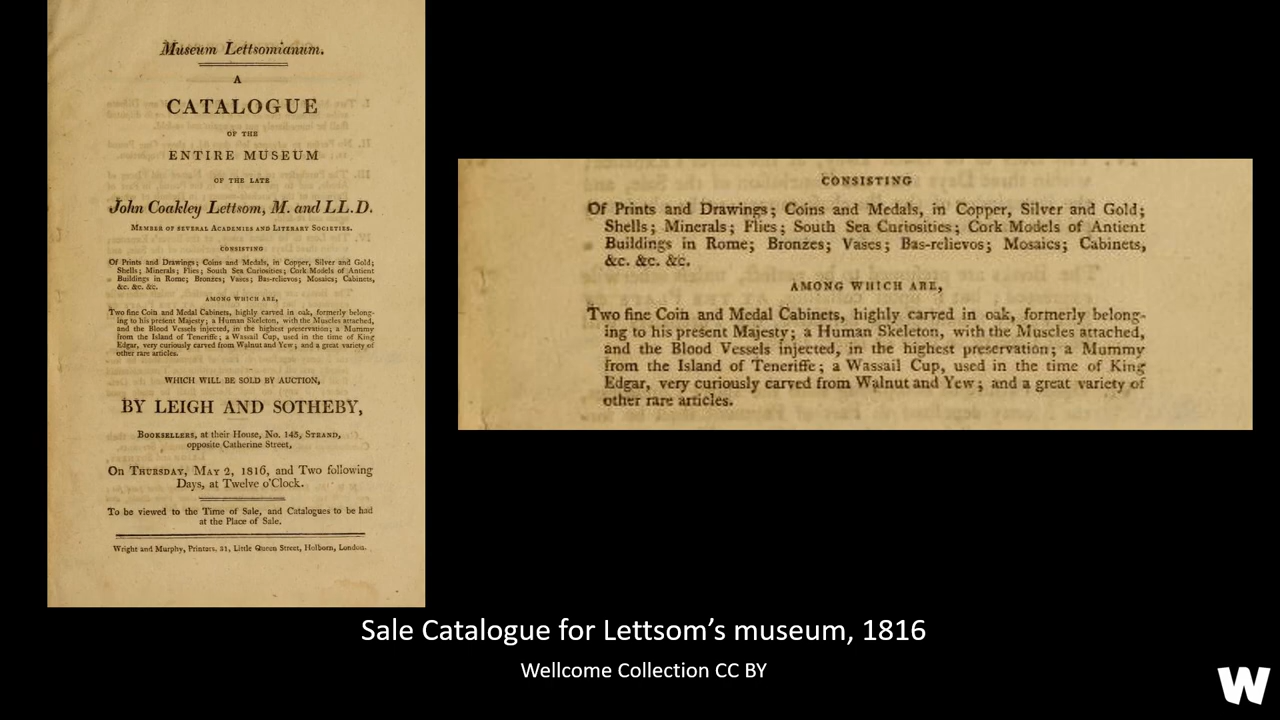 Museum Lettsomianum.
A
CATALOGUE
OF THE
ENTIRE MUSEUM
OF THE LATE
John Coakley Lettsom, M. and LL.D.
MEMBER OF SEVERAL ACADEMIES AND LITERARY SOCIETIES.
CONSISTING
Of Prints and Drawings; Coins and Medals, in Copper, Silver and Gold;
Shells; Minerals; Flies; South Sea Curiosities; Cork Models of Antient
Buildings in Rome; Bronzes; Vases; Bas-relievos; Mosaics; Cabinets,
&c. &c. &c.
AMONG WHICH ARE,
Two fine Coin and Medal Cabinets, highly carved in oak, formerly belong-
ing to his present Majesty; a Human Skeleton, with the Muscles attached,
and the Blood Vessels injected, in the highest preservation; a Mummy
from the Island of Teneriffe; a Wassail Cup, used in the time of King
Edgar, very curiously carved from Walnut and Yew; and a great variety of
other rare articles.
WHICH WILL BE SOLD BY AUCTION,
BY LEIGH AND SOTHEBY,
BOOKSELLERS, at their House, No. 145, STRAND,
opposite Catherine Street,
On THURSDAY, MAY 2, 1816, and Two following
Days, at Twelve o'Clock.
To be viewed to the Time of Sale, and Catalogues to be had
at the Place of Sale.
Wright and Murphy, Printers. 21, Little Queen Street, Holborn, London.
CONSISTING
Of Prints and Drawings; Coins and Medals, in Copper, Silver and Gold;
Shells; Minerals; Flies; South Sea Curiosities; Cork Models of Antient
Buildings in Rome; Bronzes; Vases; Bas-relievos; Mosaics; Cabinets,
&c. &c. &c.
AMONG WHICH ARE,
Two fine Coin and Medal Cabinets, highly carved in oak, formerly belong-
ing to his present Majesty; a Human Skeleton, with the Muscles attached,
and the Blood Vessels injected, in the highest preservation; a Mummy
from the Island of Teneriffe; a Wassail Cup, used in the time of King
Edgar, very curiously carved from Walnut and Yew; and a great variety of
other rare articles.
Sale Catalogue for Lettsom's museum, 1816
Wellcome Collection CC BY
W